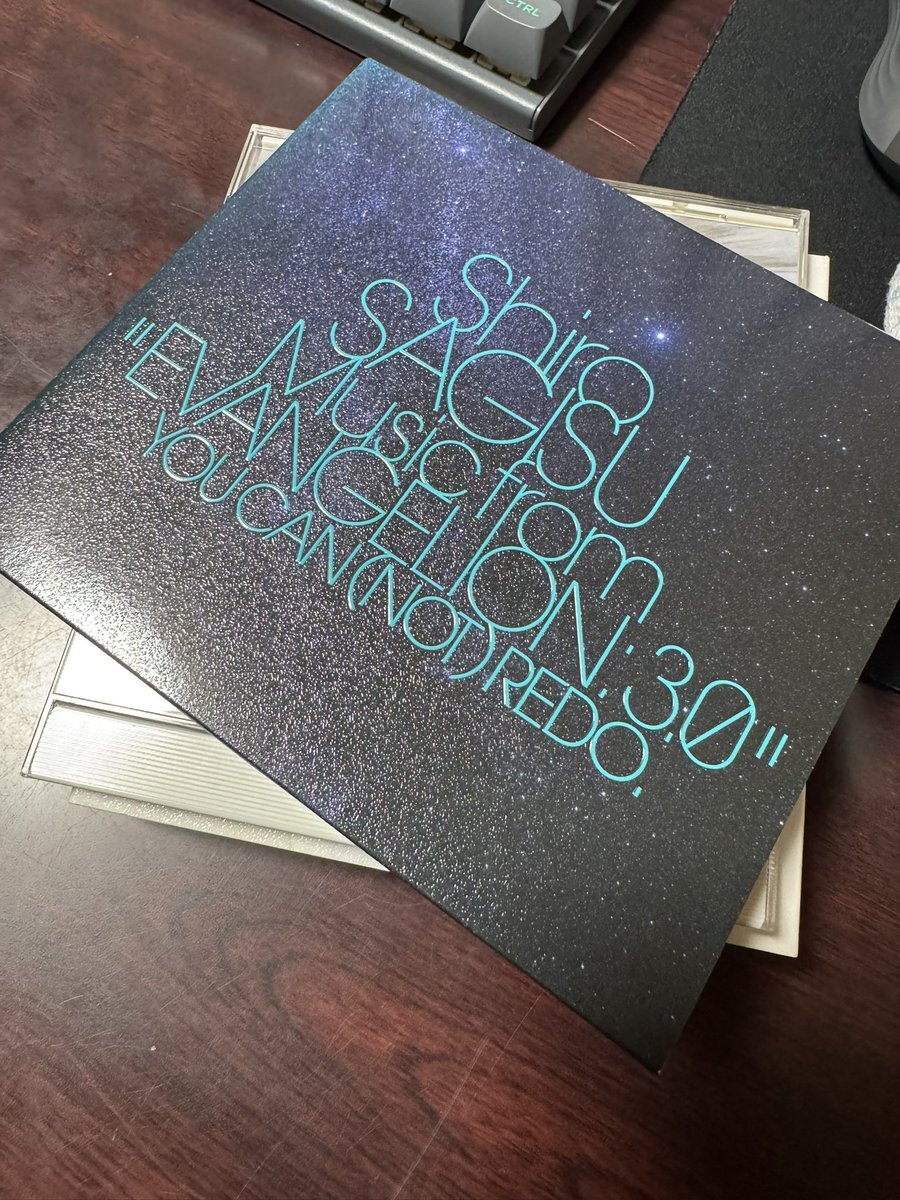 CTRL
Shiro
SAGISU
Music from
"EVANGELION: 3.0"
YOU CAN (NOT) REDO.